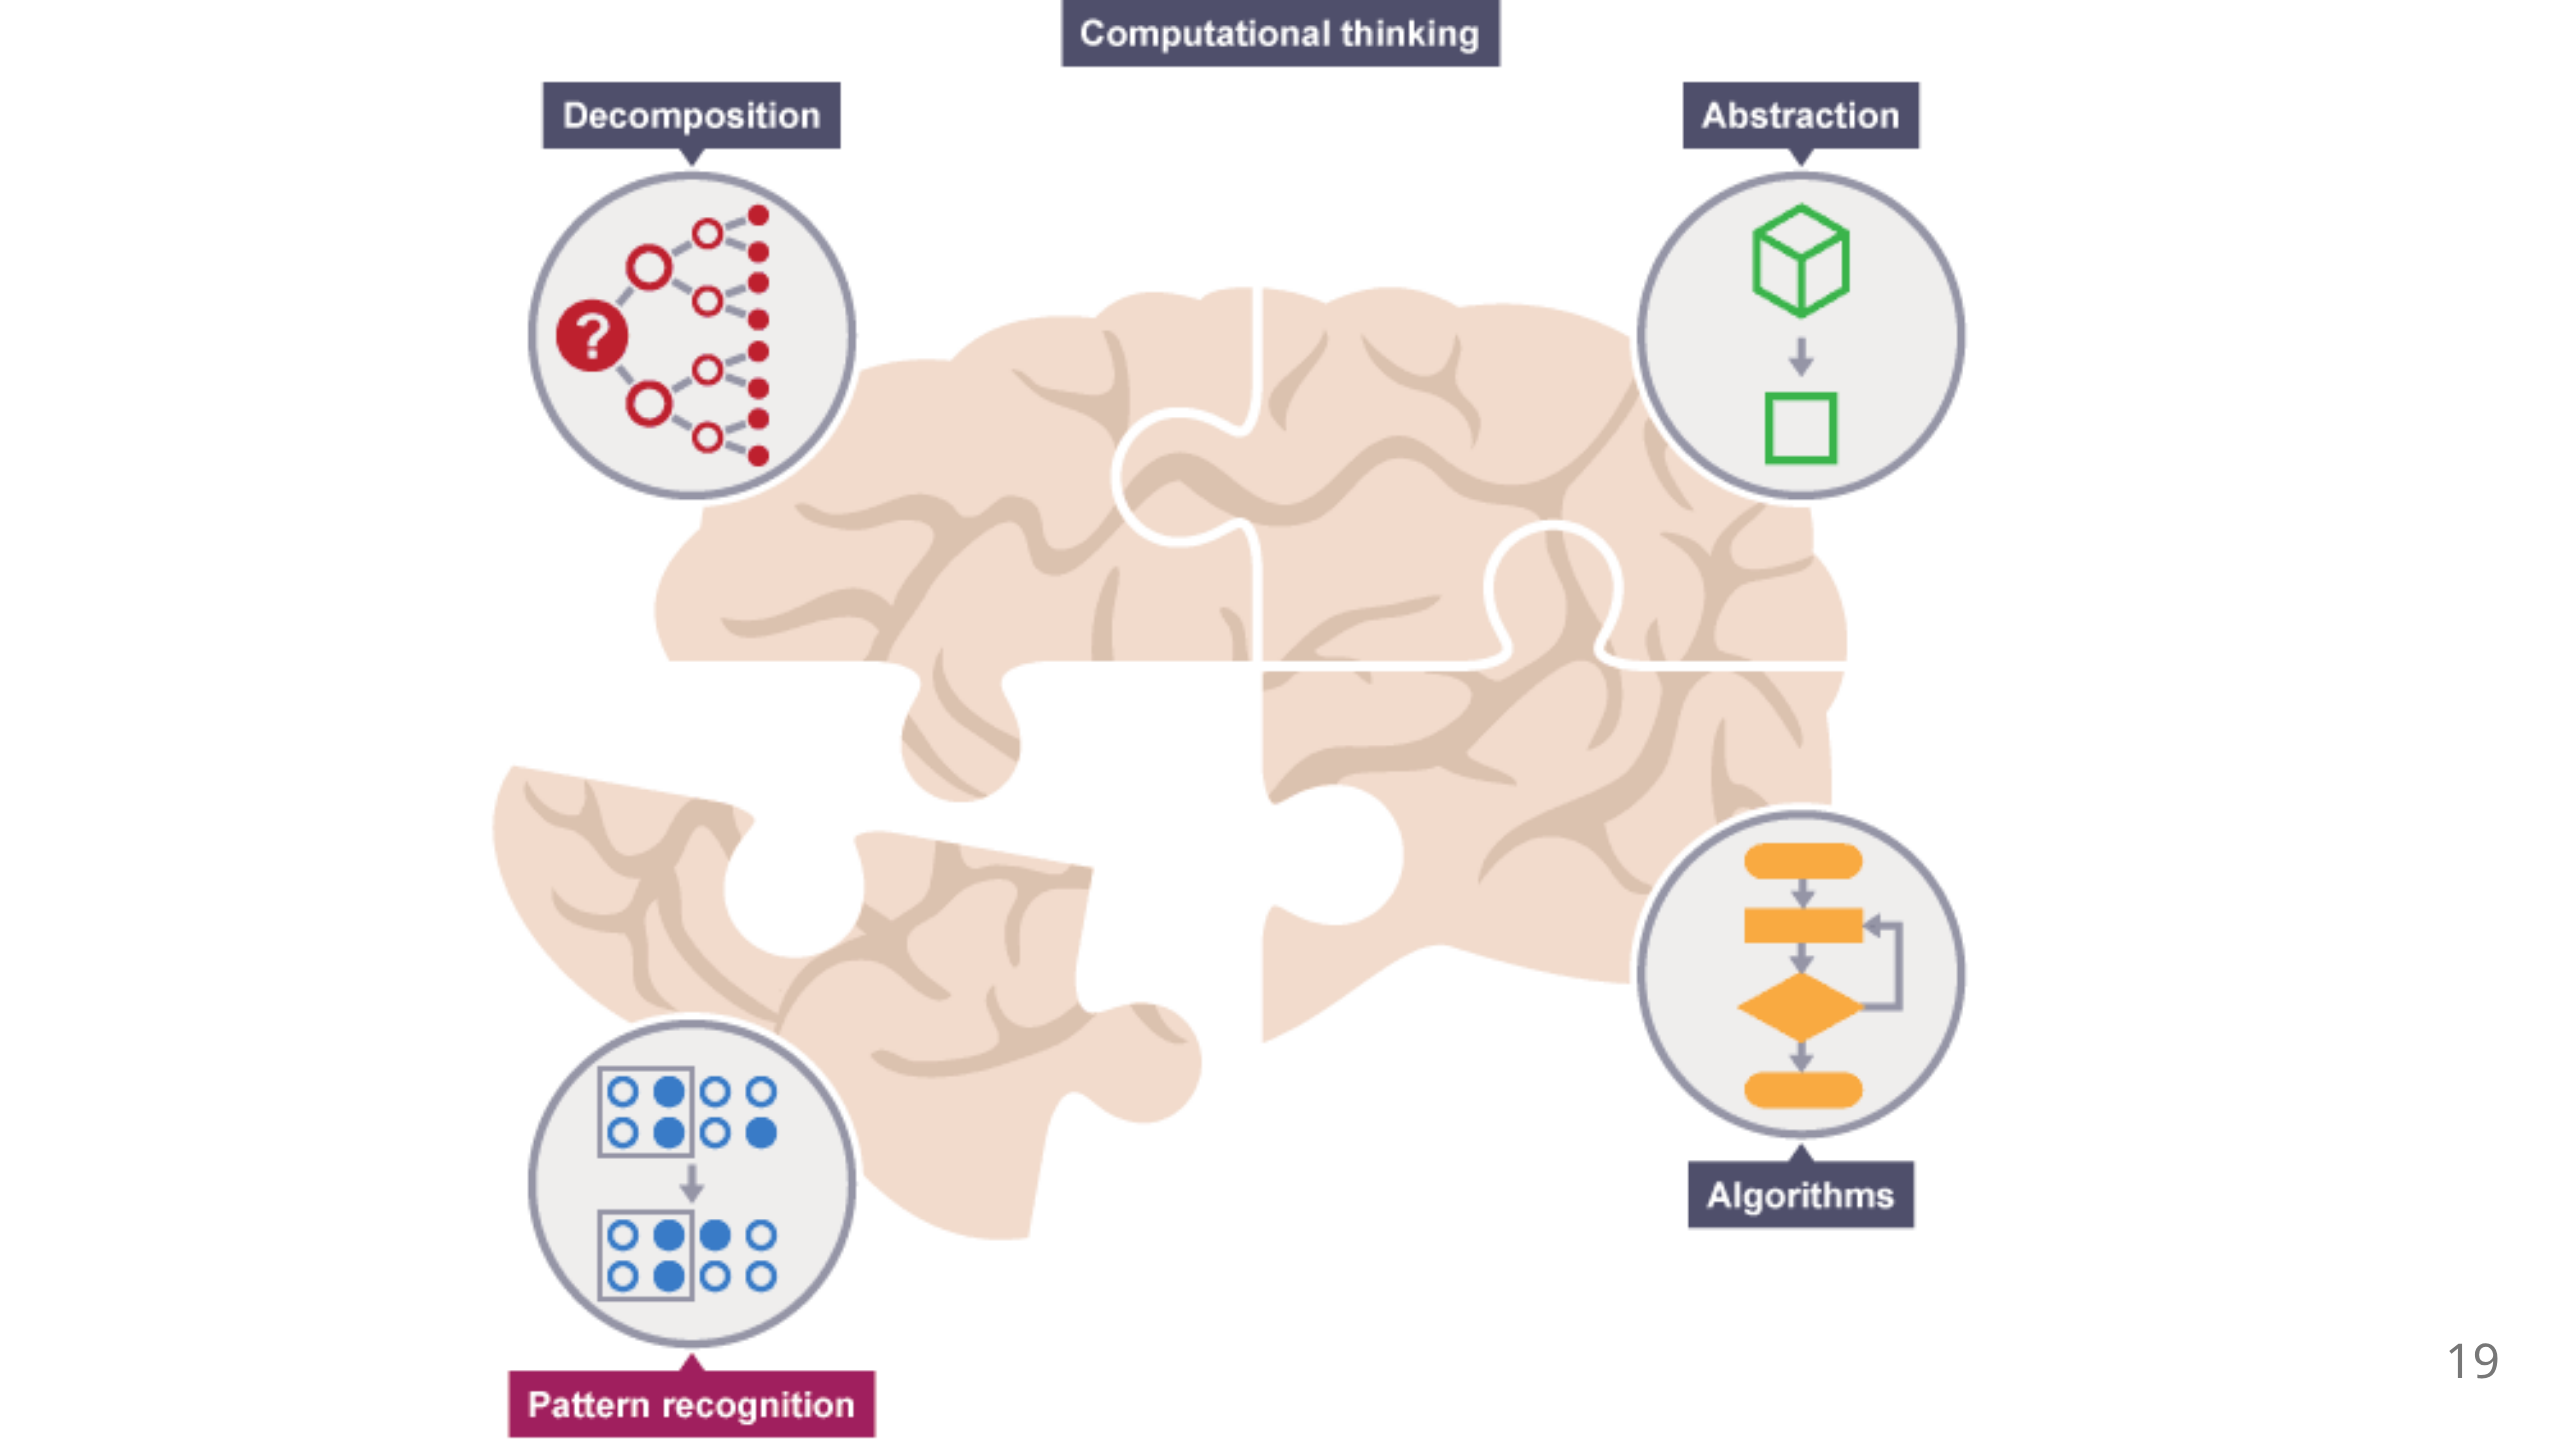 Computational thinking
Decomposition
Abstraction
?
Algorithms
Pattern recognition
19